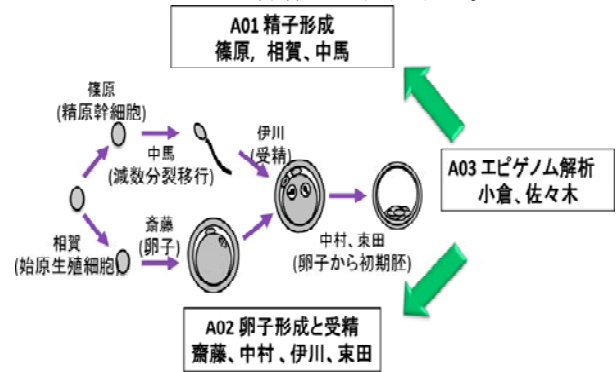 A01 精子形成
篠原, 相賀、中馬
篠原
(精原幹細胞)
中馬
(減数分裂移行)
伊川
(受精)
A03 エピゲノム解析
小倉、佐々木
相賀
(始原生殖細胞)
斎藤
(卵子)
中村、束田
(卵子から初期胚)
A02 卵子形成と受精
齋藤、中村、伊川、束田